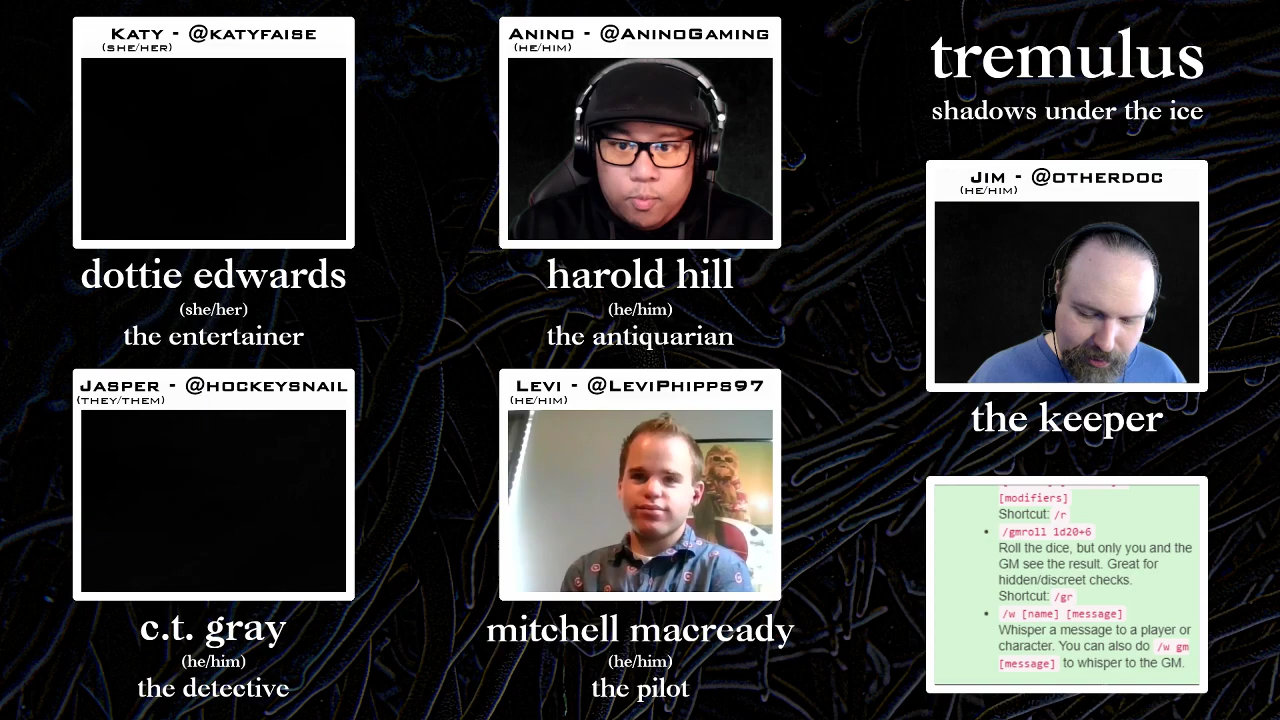 Katy - @katyfaise
(she/her)
dottie edwards
(she/her)
the entertainer
Anino - @AninoGaming
(he/him)
harold hill
(he/him)
the antiquarian
tremulus
shadows under the ice
Jim - @otherdoc
(he/him)
the keeper
Jasper - @hockeysnail
(they/them)
c.t. gray
(he/him)
the detective
Levi - @LeviPhipps97
(he/him)
mitchell macready
(he/him)
the pilot
[modifiers]
Shortcut: /r
• /gmroll 1d20+6
Roll the dice, but only you and the
GM see the result. Great for
hidden/discreet checks.
Shortcut: /gr
• /w [name] [message]
Whisper a message to a player or
character. You can also do /w gm
[message] to whisper to the GM.